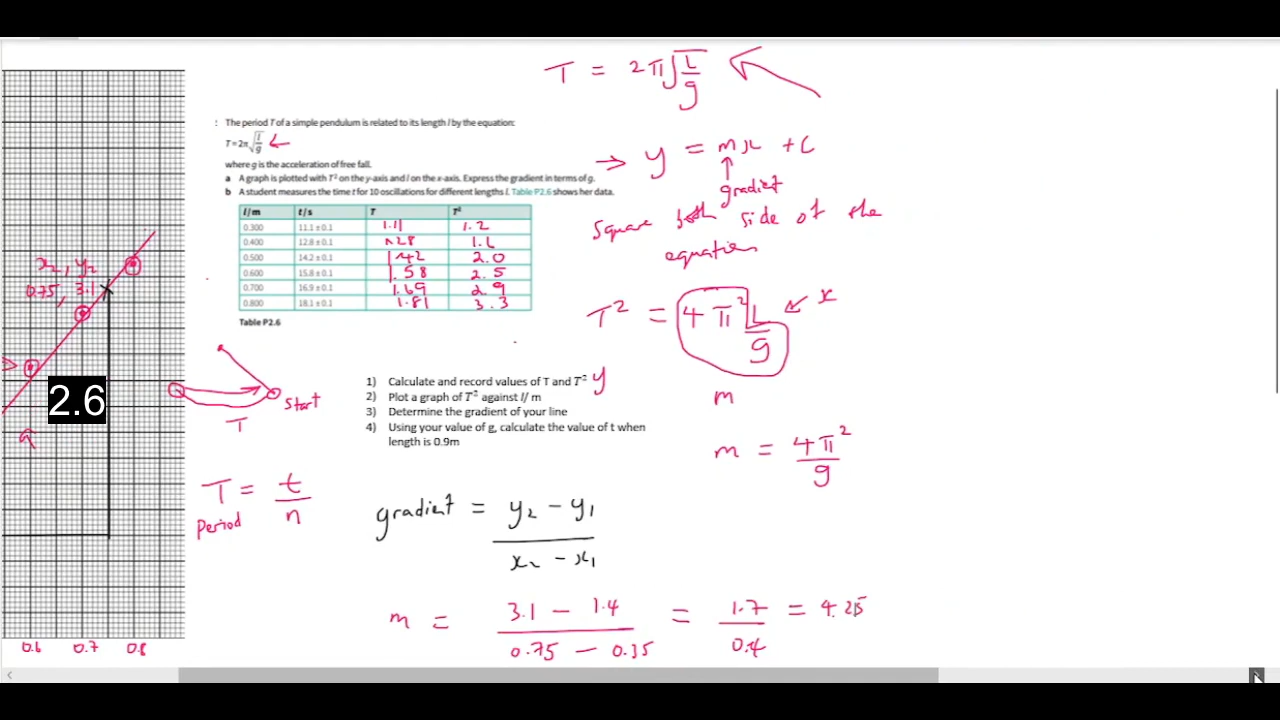 T = 2π√L/g
: The period T of a simple pendulum is related to its length l by the equation:
T = 2π√l/g
where g is the acceleration of free fall.
a A graph is plotted with T² on the y-axis and l on the x-axis. Express the gradient in terms of g.
b A student measures the time t for 10 oscillations for different lengths l. Table P2.6 shows her data.
l/m t/s T T²
0.300 11.1 ± 0.1 1.11 1.2
0.400 12.8 ± 0.1 1.28 1.6
0.500 14.2 ± 0.1 1.42 2.0
0.600 15.8 ± 0.1 1.58 2.5
0.700 16.9 ± 0.1 1.69 2.9
0.800 18.1 ± 0.1 1.81 3.3
Table P2.6
→ y = mx + c
gradient
square both side of the
equation
T² = 4π² L/g ← x
y
m
m = 4π²/g
x₂, y₂
0.75, 3.1
2.6
start
T
1) Calculate and record values of T and T²
2) Plot a graph of T² against l/ m
3) Determine the gradient of your line
4) Using your value of g, calculate the value of t when
length is 0.9m
T = t/n
Period
gradient = y₂ − y₁
x₂ − x₁
m = 3.1 − 1.4 = 1.7 = 4.25
0.75 − 0.35 0.4
0.6 0.7 0.8